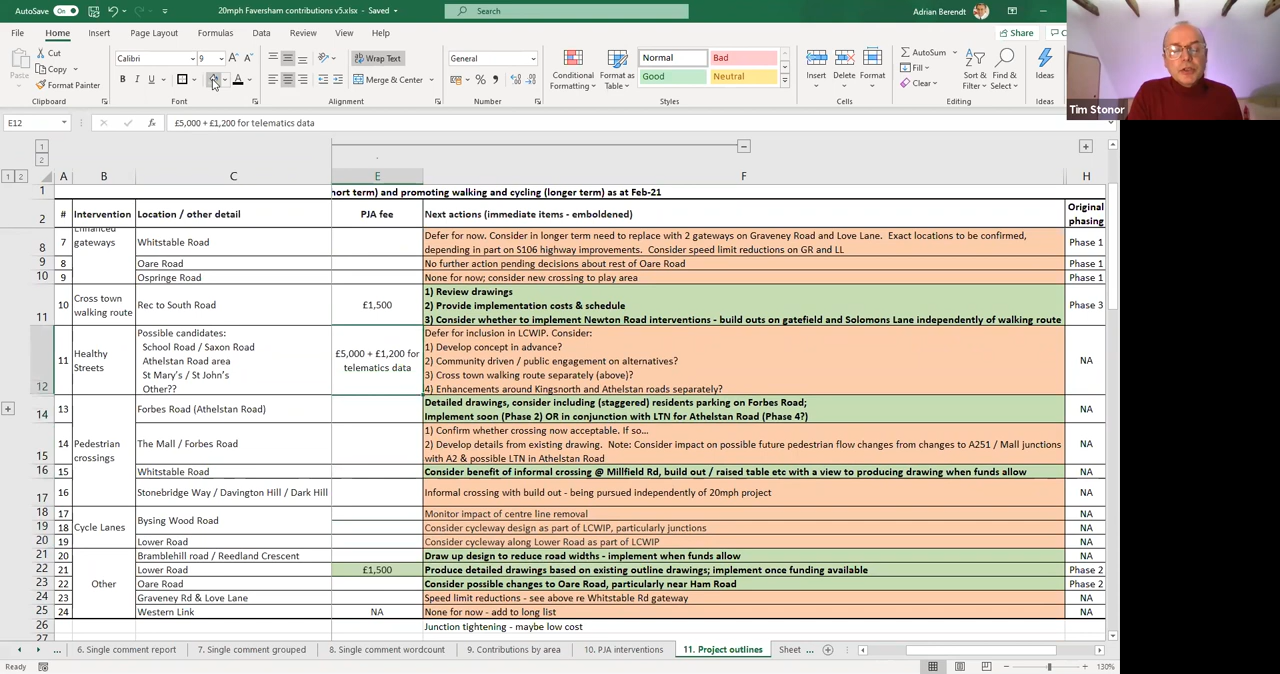 AutoSave On
20mph Faversham contributions v5.xlsx - Saved
Search
Adrian Berendt
File Home Insert Page Layout Formulas Data Review View Help
Share
Cut
Copy
Format Painter
Paste
Clipboard
Calibri 9
B I U
Font
Wrap Text
Merge & Center
Alignment
General
Number
Conditional Formatting
Format as Table
Normal Bad
Good Neutral
Styles
Insert Delete Format
Cells
AutoSum
Fill
Clear
Sort & Filter
Find & Select
Editing
Ideas
Ideas
Tim Stonor
E12 fx £5,000 + £1,200 for telematics data
1
2
1 2
A B C E F H
1 hort term) and promoting walking and cycling (longer term) as at Feb-21
2 # Intervention Location / other detail PJA fee Next actions (immediate items - emboldened) Original phasing
Enhanced gateways
8 7 Whitstable Road Defer for now. Consider in longer term need to replace with 2 gateways on Graveney Road and Love Lane. Exact locations to be confirmed, Phase 1
depending in part on S106 highway improvements. Consider speed limit reductions on GR and LL
9 8 Oare Road No further action pending decisions about rest of Oare Road Phase 1
10 9 Ospringe Road None for now; consider new crossing to play area Phase 1
11 10 Cross town walking route Rec to South Road £1,500 1) Review drawings Phase 3
2) Provide implementation costs & schedule
3) Consider whether to implement Newton Road interventions - build outs on gatefield and Solomons Lane independently of walking route
12 11 Healthy Streets Possible candidates: £5,000 + £1,200 for telematics data Defer for inclusion in LCWIP. Consider: NA
School Road / Saxon Road 1) Develop concept in advance?
Athelstan Road area 2) Community driven / public engagement on alternatives?
St Mary's / St John's 3) Cross town walking route separately (above)?
Other?? 4) Enhancements around Kingsnorth and Athelstan roads separately?
14 13 Pedestrian crossings Forbes Road (Athelstan Road) Detailed drawings, consider including (staggered) residents parking on Forbes Road; NA
Implement soon (Phase 2) OR in conjunction with LTN for Athelstan Road (Phase 4?)
15 14 The Mall / Forbes Road 1) Confirm whether crossing now acceptable. If so... NA
2) Develop details from existing drawing. Note: Consider impact on possible future pedestrian flow changes from changes to A251 / Mall junctions
with A2 & possible LTN in Athelstan Road
16 15 Whitstable Road Consider benefit of informal crossing @ Millfield Rd, build out / raised table etc with a view to producing drawing when funds allow NA
17 16 Stonebridge Way / Davington Hill / Dark Hill Informal crossing with build out - being pursued independently of 20mph project NA
18 17 Cycle Lanes Bysing Wood Road Monitor impact of centre line removal NA
19 18 Consider cycleway design as part of LCWIP, particularly junctions NA
20 19 Lower Road Consider cycleway along Lower Road as part of LCWIP NA
21 20 Other Bramblehill road / Reedland Crescent Draw up design to reduce road widths - implement when funds allow NA
22 21 Lower Road £1,500 Produce detailed drawings based on existing outline drawings; implement once funding available Phase 2
23 22 Oare Road Consider possible changes to Oare Road, particularly near Ham Road Phase 2
24 23 Graveney Rd & Love Lane Speed limit reductions - see above re Whitstable Rd gateway NA
25 24 Western Link NA None for now - add to long list NA
26 Junction tightening - maybe low cost
27
... 6. Single comment report 7. Single comment grouped 8. Single comment wordcount 9. Contributions by area 10. PJA interventions 11. Project outlines Sheet ...
Ready 130%